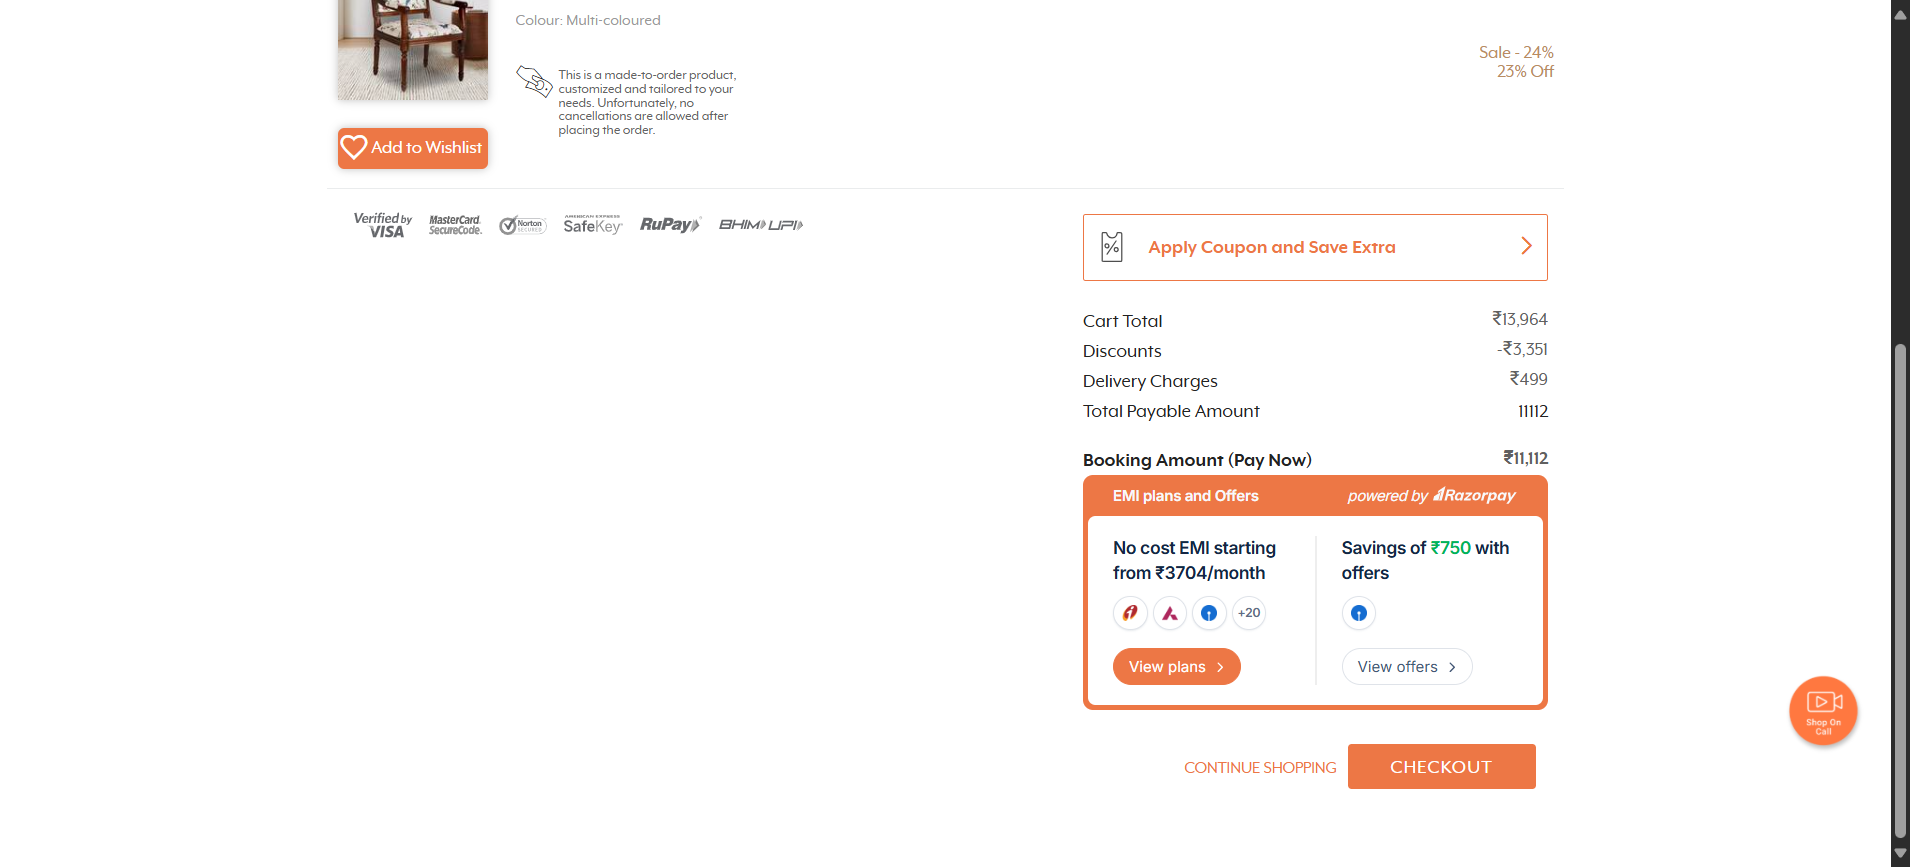 Colour: Multi-coloured
This is a made-to-order product,
customized and tailored to your
needs. Unfortunately, no
cancellations are allowed after
placing the order.
Sale - 24%
23% Off
Add to Wishlist
Verified by
VISA
MasterCard.
SecureCode.
Norton
SECURED
AMERICAN EXPRESS
SafeKey
RuPay
BHIM UPI
% Apply Coupon and Save Extra
Cart Total ₹13,964
Discounts -₹3,351
Delivery Charges ₹499
Total Payable Amount 11112
Booking Amount (Pay Now) ₹11,112
EMI plans and Offers powered by Razorpay
No cost EMI starting
from ₹3704/month
+20
View plans
Savings of ₹750 with
offers
View offers
Shop On
Call
CONTINUE SHOPPING CHECKOUT